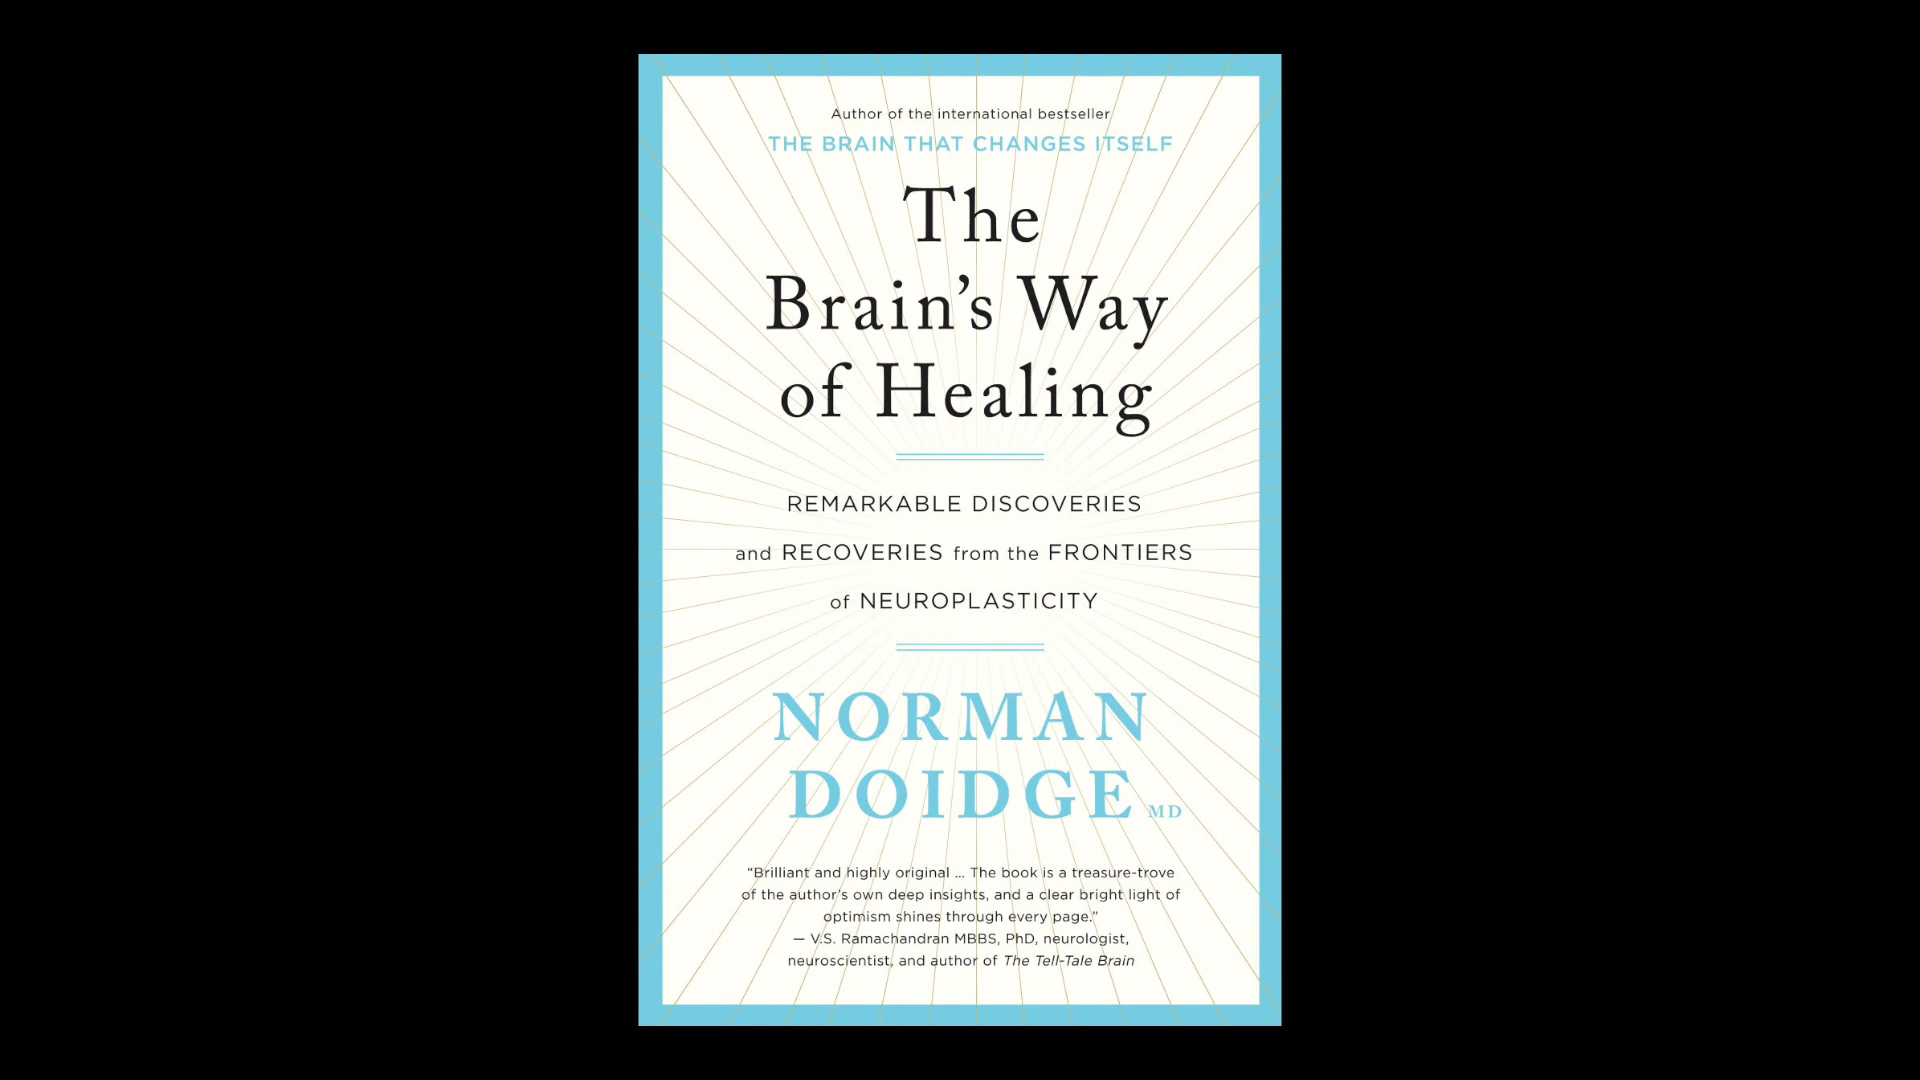 Author of the international bestseller
THE BRAIN THAT CHANGES ITSELF
The
Brain’s Way
of Healing
REMARKABLE DISCOVERIES
and RECOVERIES from the FRONTIERS
of NEUROPLASTICITY
NORMAN
DOIDGE MD
“Brilliant and highly original ... The book is a treasure-trove
of the author’s own deep insights, and a clear bright light of
optimism shines through every page.”
— V.S. Ramachandran MBBS, PhD, neurologist,
neuroscientist, and author of The Tell-Tale Brain